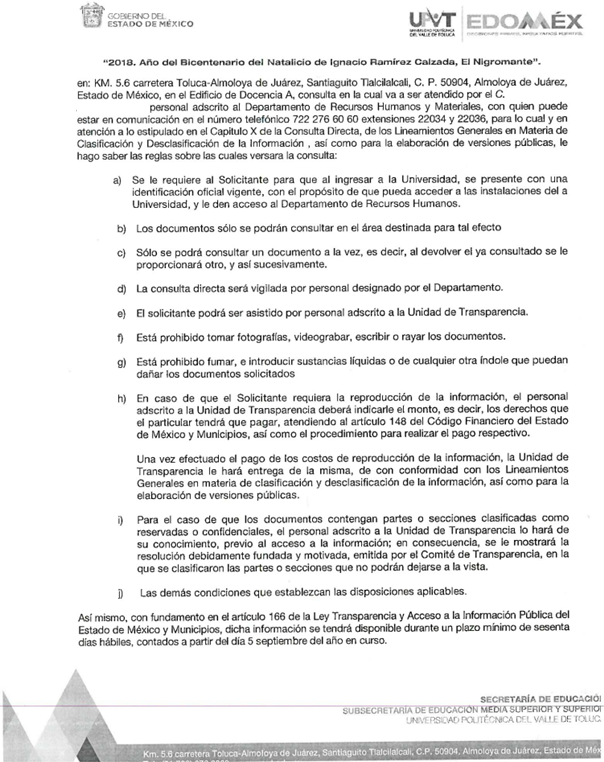 GOBIERNO DEL
ESTADO DE MÉXICO
UPVT
UNIVERSIDAD POLITÉCNICA
DEL VALLE DE TOLUCA
EDOMÉX
"2018. Año del Bicentenario del Natalicio de Ignacio Ramírez Calzada, El Nigromante".
en: KM. 5.6 carretera Toluca-Almoloya de Juárez, Santiaguito Tlalcilalcali, C. P. 50904, Almoloya de Juárez,
Estado de México, en el Edificio de Docencia A, consulta en la cual va a ser atendido por el C.
personal adscrito al Departamento de Recursos Humanos y Materiales, con quien puede
estar en comunicación en el número telefónico 722 276 60 60 extensiones 22034 y 22036, para lo cual y en
atención a lo estipulado en el Capitulo X de la Consulta Directa, de los Lineamientos Generales en Materia de
Clasificación y Desclasificación de la Información , así como para la elaboración de versiones públicas, le
hago saber las reglas sobre las cuales versara la consulta:
a) Se le requiere al Solicitante para que al ingresar a la Universidad, se presente con una
identificación oficial vigente, con el propósito de que pueda acceder a las instalaciones del a
Universidad, y le den acceso al Departamento de Recursos Humanos.
b) Los documentos sólo se podrán consultar en el área destinada para tal efecto
c) Sólo se podrá consultar un documento a la vez, es decir, al devolver el ya consultado se le
proporcionará otro, y así sucesivamente.
d) La consulta directa será vigilada por personal designado por el Departamento.
e) El solicitante podrá ser asistido por personal adscrito a la Unidad de Transparencia.
f) Está prohibido tomar fotografías, videograbar, escribir o rayar los documentos.
g) Está prohibido fumar, e introducir sustancias líquidas o de cualquier otra índole que puedan
dañar los documentos solicitados
h) En caso de que el Solicitante requiera la reproducción de la información, el personal
adscrito a la Unidad de Transparencia deberá indicarle el monto, es decir, los derechos que
el particular tendrá que pagar, atendiendo al artículo 148 del Código Financiero del Estado
de México y Municipios, así como el procedimiento para realizar el pago respectivo.
Una vez efectuado el pago de los costos de reproducción de la información, la Unidad de
Transparencia le hará entrega de la misma, de con conformidad con los Lineamientos
Generales en materia de clasificación y desclasificación de la información, así como para la
elaboración de versiones públicas.
i) Para el caso de que los documentos contengan partes o secciones clasificadas como
reservadas o confidenciales, el personal adscrito a la Unidad de Transparencia lo hará de
su conocimiento, previo al acceso a la información; en consecuencia, se le mostrará la
resolución debidamente fundada y motivada, emitida por el Comité de Transparencia, en la
que se clasificaron las partes o secciones que no podrán dejarse a la vista.
j) Las demás condiciones que establezcan las disposiciones aplicables.
Así mismo, con fundamento en el artículo 166 de la Ley Transparencia y Acceso a la Información Pública del
Estado de México y Municipios, dicha información se tendrá disponible durante un plazo mínimo de sesenta
días hábiles, contados a partir del día 5 septiembre del año en curso.
SECRETARÍA DE EDUCACIÓ
SUBSECRETARÍA DE EDUCACIÓN MEDIA SUPERIOR Y SUPERIOR
UNIVERSIDAD POLITÉCNICA DEL VALLE DE TOLUC
Km. 5.6 carretera Toluca-Almoloya de Juárez, Santiaguito Tlalcilalcali, C.P. 50904, Almoloya de Juárez, Estado de Méx